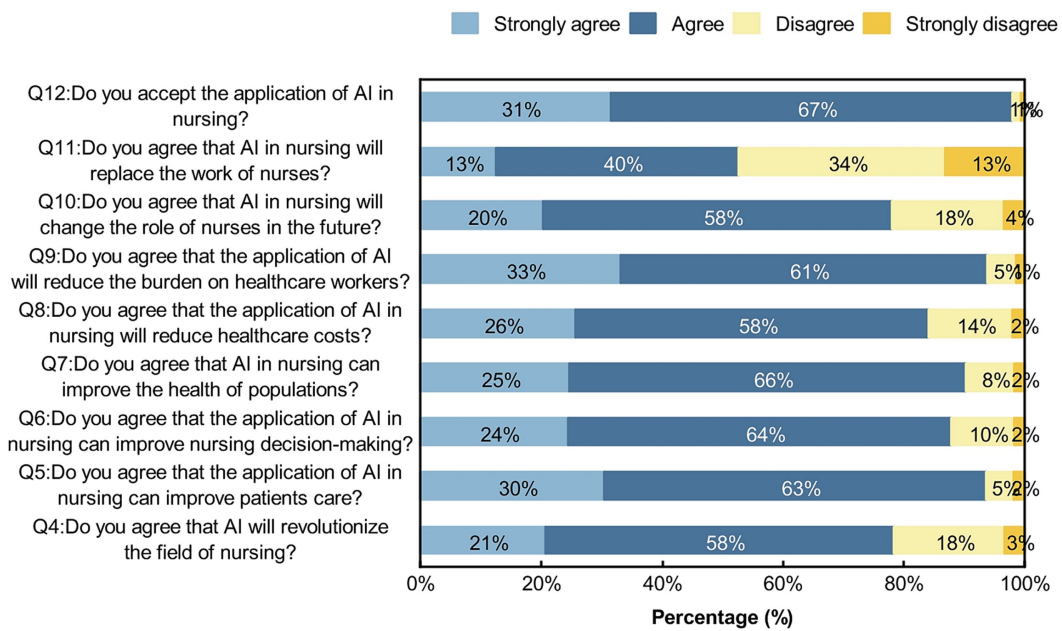 Strongly agree Agree Disagree Strongly disagree
Q12:Do you accept the application of AI in
nursing?
31% 67% 1% 1%
Q11:Do you agree that AI in nursing will
replace the work of nurses?
13% 40% 34% 13%
Q10:Do you agree that AI in nursing will
change the role of nurses in the future?
20% 58% 18% 4%
Q9:Do you agree that the application of AI
will reduce the burden on healthcare workers?
33% 61% 5% 1%
Q8:Do you agree that the application of AI in
nursing will reduce healthcare costs?
26% 58% 14% 2%
Q7:Do you agree that AI in nursing can
improve the health of populations?
25% 66% 8% 2%
Q6:Do you agree that the application of AI in
nursing can improve nursing decision-making?
24% 64% 10% 2%
Q5:Do you agree that the application of AI in
nursing can improve patients care?
30% 63% 5% 2%
Q4:Do you agree that AI will revolutionize
the field of nursing?
21% 58% 18% 3%
0% 20% 40% 60% 80% 100%
Percentage (%)